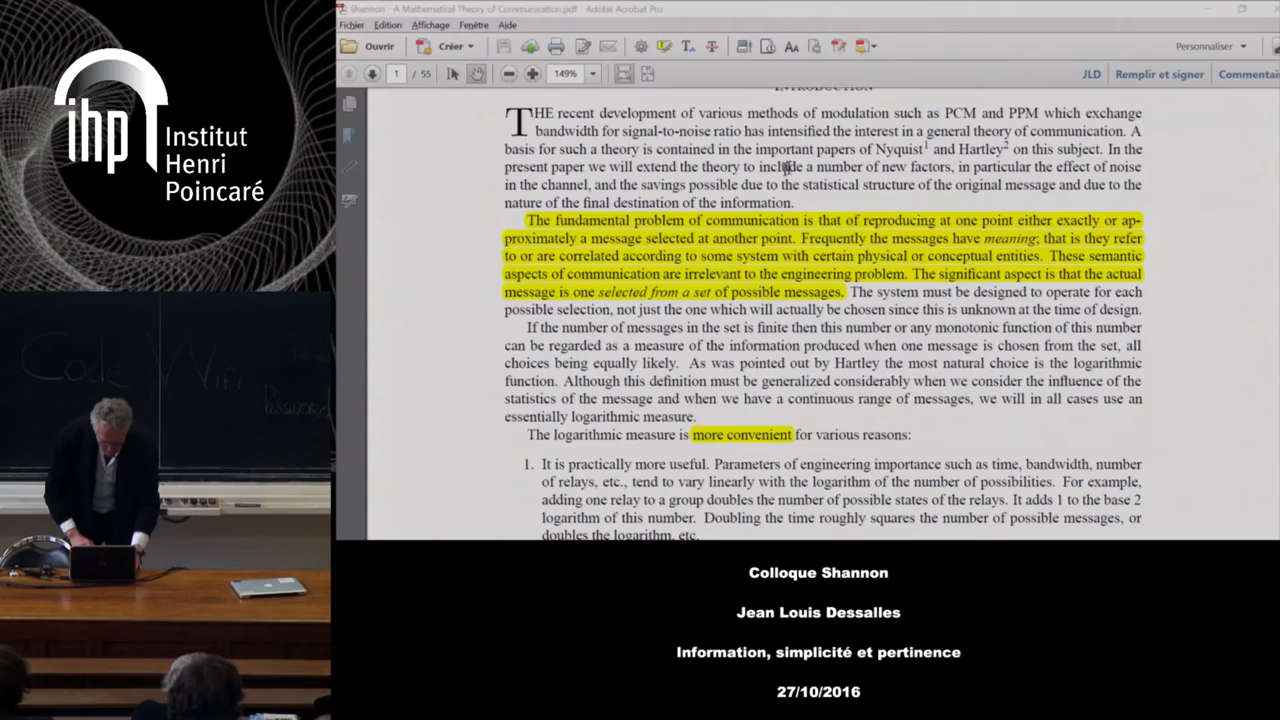 Shannon - A Mathematical Theory of Communication.pdf - Adobe Acrobat Pro
Fichier Edition Affichage Fenêtre Aide
Ouvrir Créer Personnaliser
1 / 55 149% JLD Remplir et signer Commentai
INTRODUCTION
THE recent development of various methods of modulation such as PCM and PPM which exchange
bandwidth for signal-to-noise ratio has intensified the interest in a general theory of communication. A
basis for such a theory is contained in the important papers of Nyquist1 and Hartley2 on this subject. In the
present paper we will extend the theory to include a number of new factors, in particular the effect of noise
in the channel, and the savings possible due to the statistical structure of the original message and due to the
nature of the final destination of the information.
The fundamental problem of communication is that of reproducing at one point either exactly or ap-
proximately a message selected at another point. Frequently the messages have meaning; that is they refer
to or are correlated according to some system with certain physical or conceptual entities. These semantic
aspects of communication are irrelevant to the engineering problem. The significant aspect is that the actual
message is one selected from a set of possible messages. The system must be designed to operate for each
possible selection, not just the one which will actually be chosen since this is unknown at the time of design.
If the number of messages in the set is finite then this number or any monotonic function of this number
can be regarded as a measure of the information produced when one message is chosen from the set, all
choices being equally likely. As was pointed out by Hartley the most natural choice is the logarithmic
function. Although this definition must be generalized considerably when we consider the influence of the
statistics of the message and when we have a continuous range of messages, we will in all cases use an
essentially logarithmic measure.
The logarithmic measure is more convenient for various reasons:
1. It is practically more useful. Parameters of engineering importance such as time, bandwidth, number
of relays, etc., tend to vary linearly with the logarithm of the number of possibilities. For example,
adding one relay to a group doubles the number of possible states of the relays. It adds 1 to the base 2
logarithm of this number. Doubling the time roughly squares the number of possible messages, or
doubles the logarithm, etc.
ihp Institut
Henri
Poincaré
Code Wifi
Password
Colloque Shannon
Jean Louis Dessalles
Information, simplicité et pertinence
27/10/2016